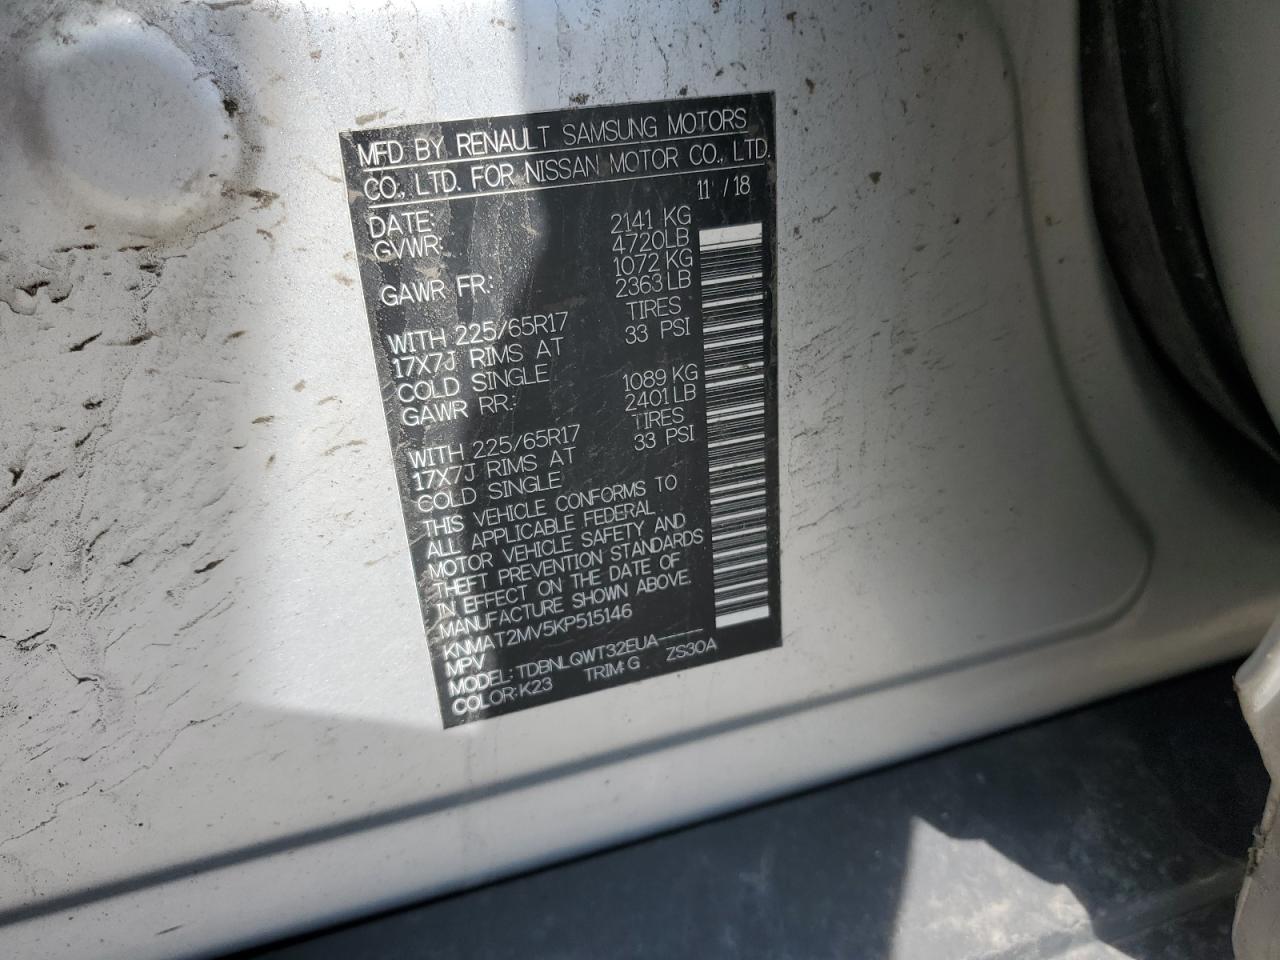 MFD BY RENAULT SAMSUNG MOTORS
CO., LTD. FOR NISSAN MOTOR CO., LTD.
DATE: 11 / 18
GVWR: 2141 KG
4720LB
GAWR FR: 1072 KG
2363LB
WITH 225/65R17 TIRES
17X7J RIMS AT 33 PSI
COLD SINGLE
GAWR RR: 1089 KG
2401LB
WITH 225/65R17 TIRES
17X7J RIMS AT 33 PSI
COLD SINGLE
THIS VEHICLE CONFORMS TO
ALL APPLICABLE FEDERAL
MOTOR VEHICLE SAFETY AND
THEFT PREVENTION STANDARDS
IN EFFECT ON THE DATE OF
MANUFACTURE SHOWN ABOVE.
KNMAT2MV5KP515146
MPV
MODEL: TDBNLQWT32EUA-----
COLOR:K23 TRIM:G ZS30A